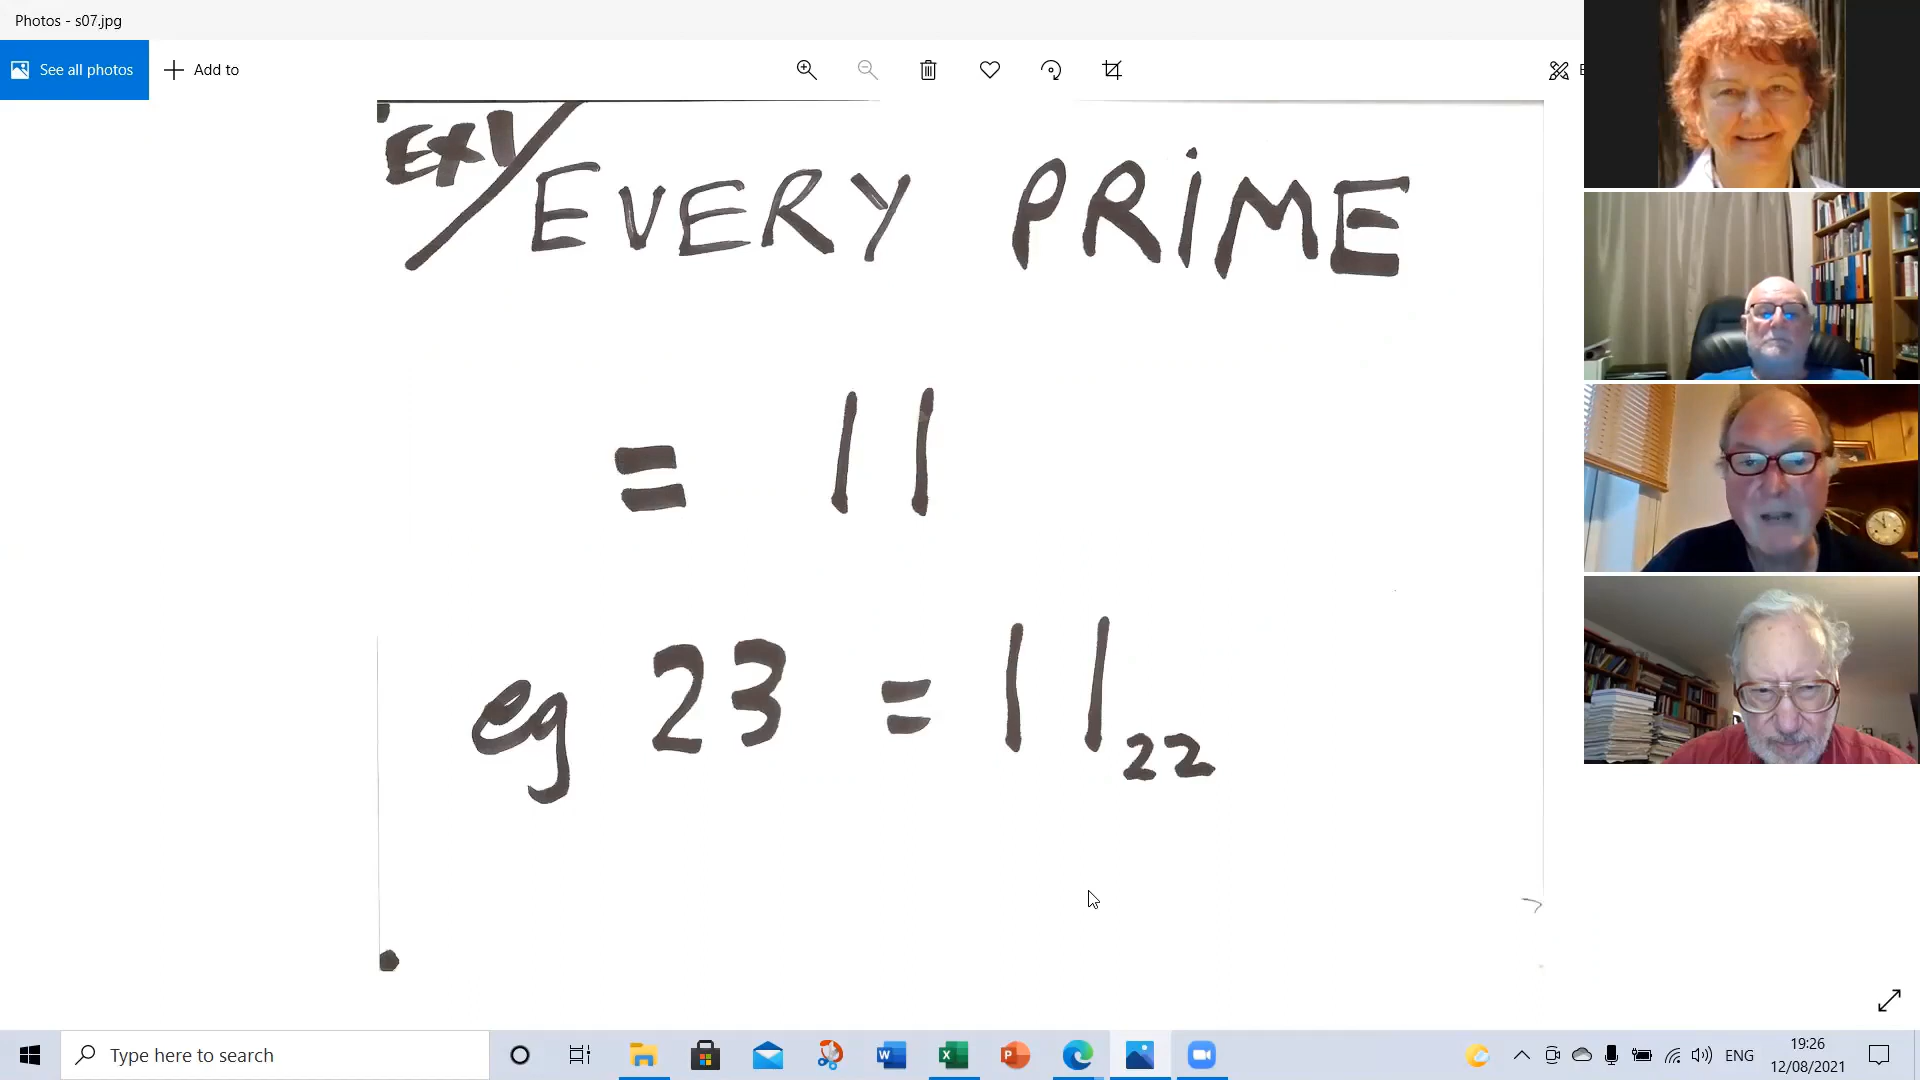 Photos - s07.jpg
See all photos
Add to
Ex1
EVERY PRIME
= 11
eg 23 = 11 22
Type here to search
ENG
19:26
12/08/2021